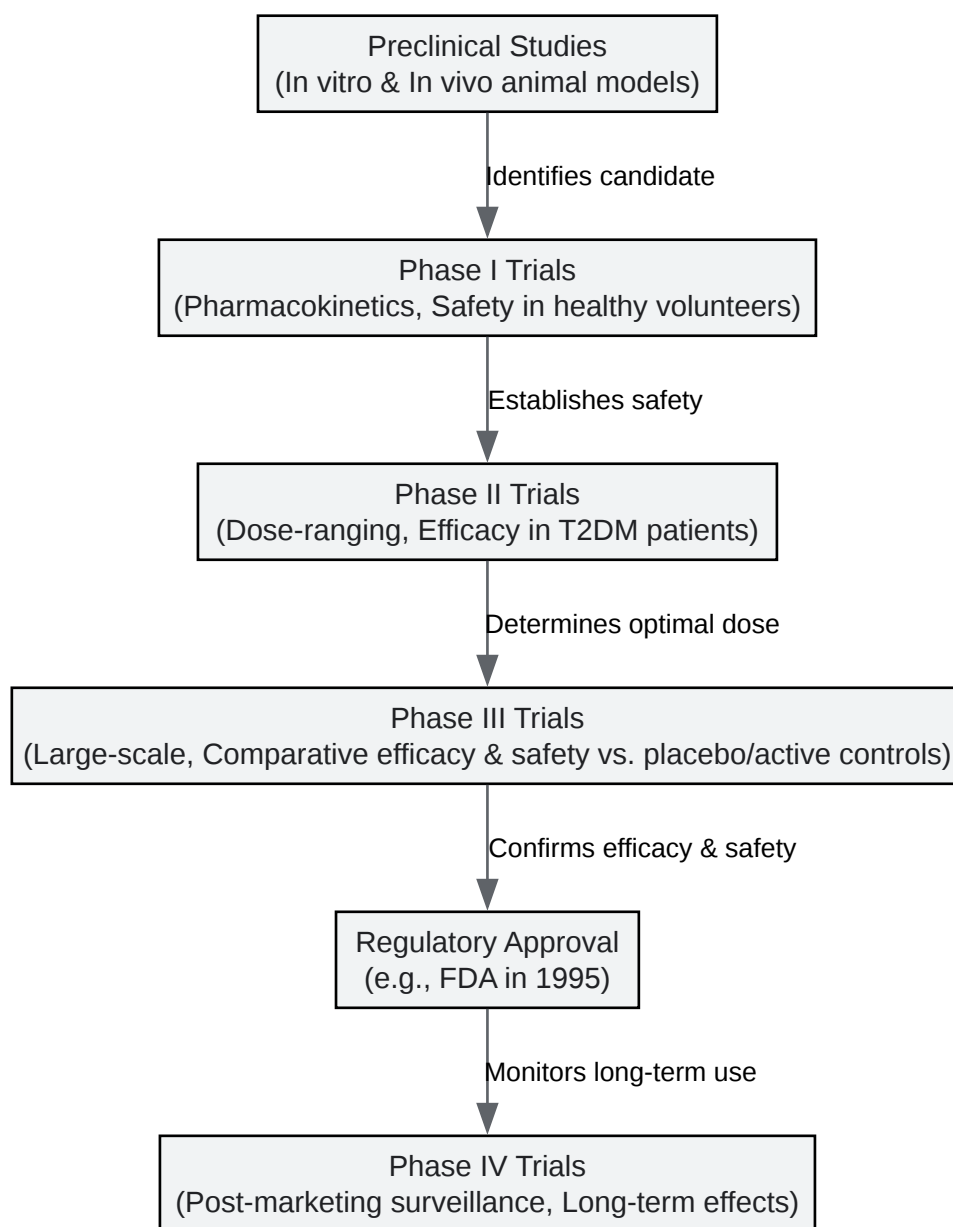 Preclinical Studies
(In vitro & In vivo animal models)
Identifies candidate
Phase I Trials
(Pharmacokinetics, Safety in healthy volunteers)
Establishes safety
Phase II Trials
(Dose-ranging, Efficacy in T2DM patients)
Determines optimal dose
Phase III Trials
(Large-scale, Comparative efficacy & safety vs. placebo/active controls)
Confirms efficacy & safety
Regulatory Approval
(e.g., FDA in 1995)
Monitors long-term use
Phase IV Trials
(Post-marketing surveillance, Long-term effects)